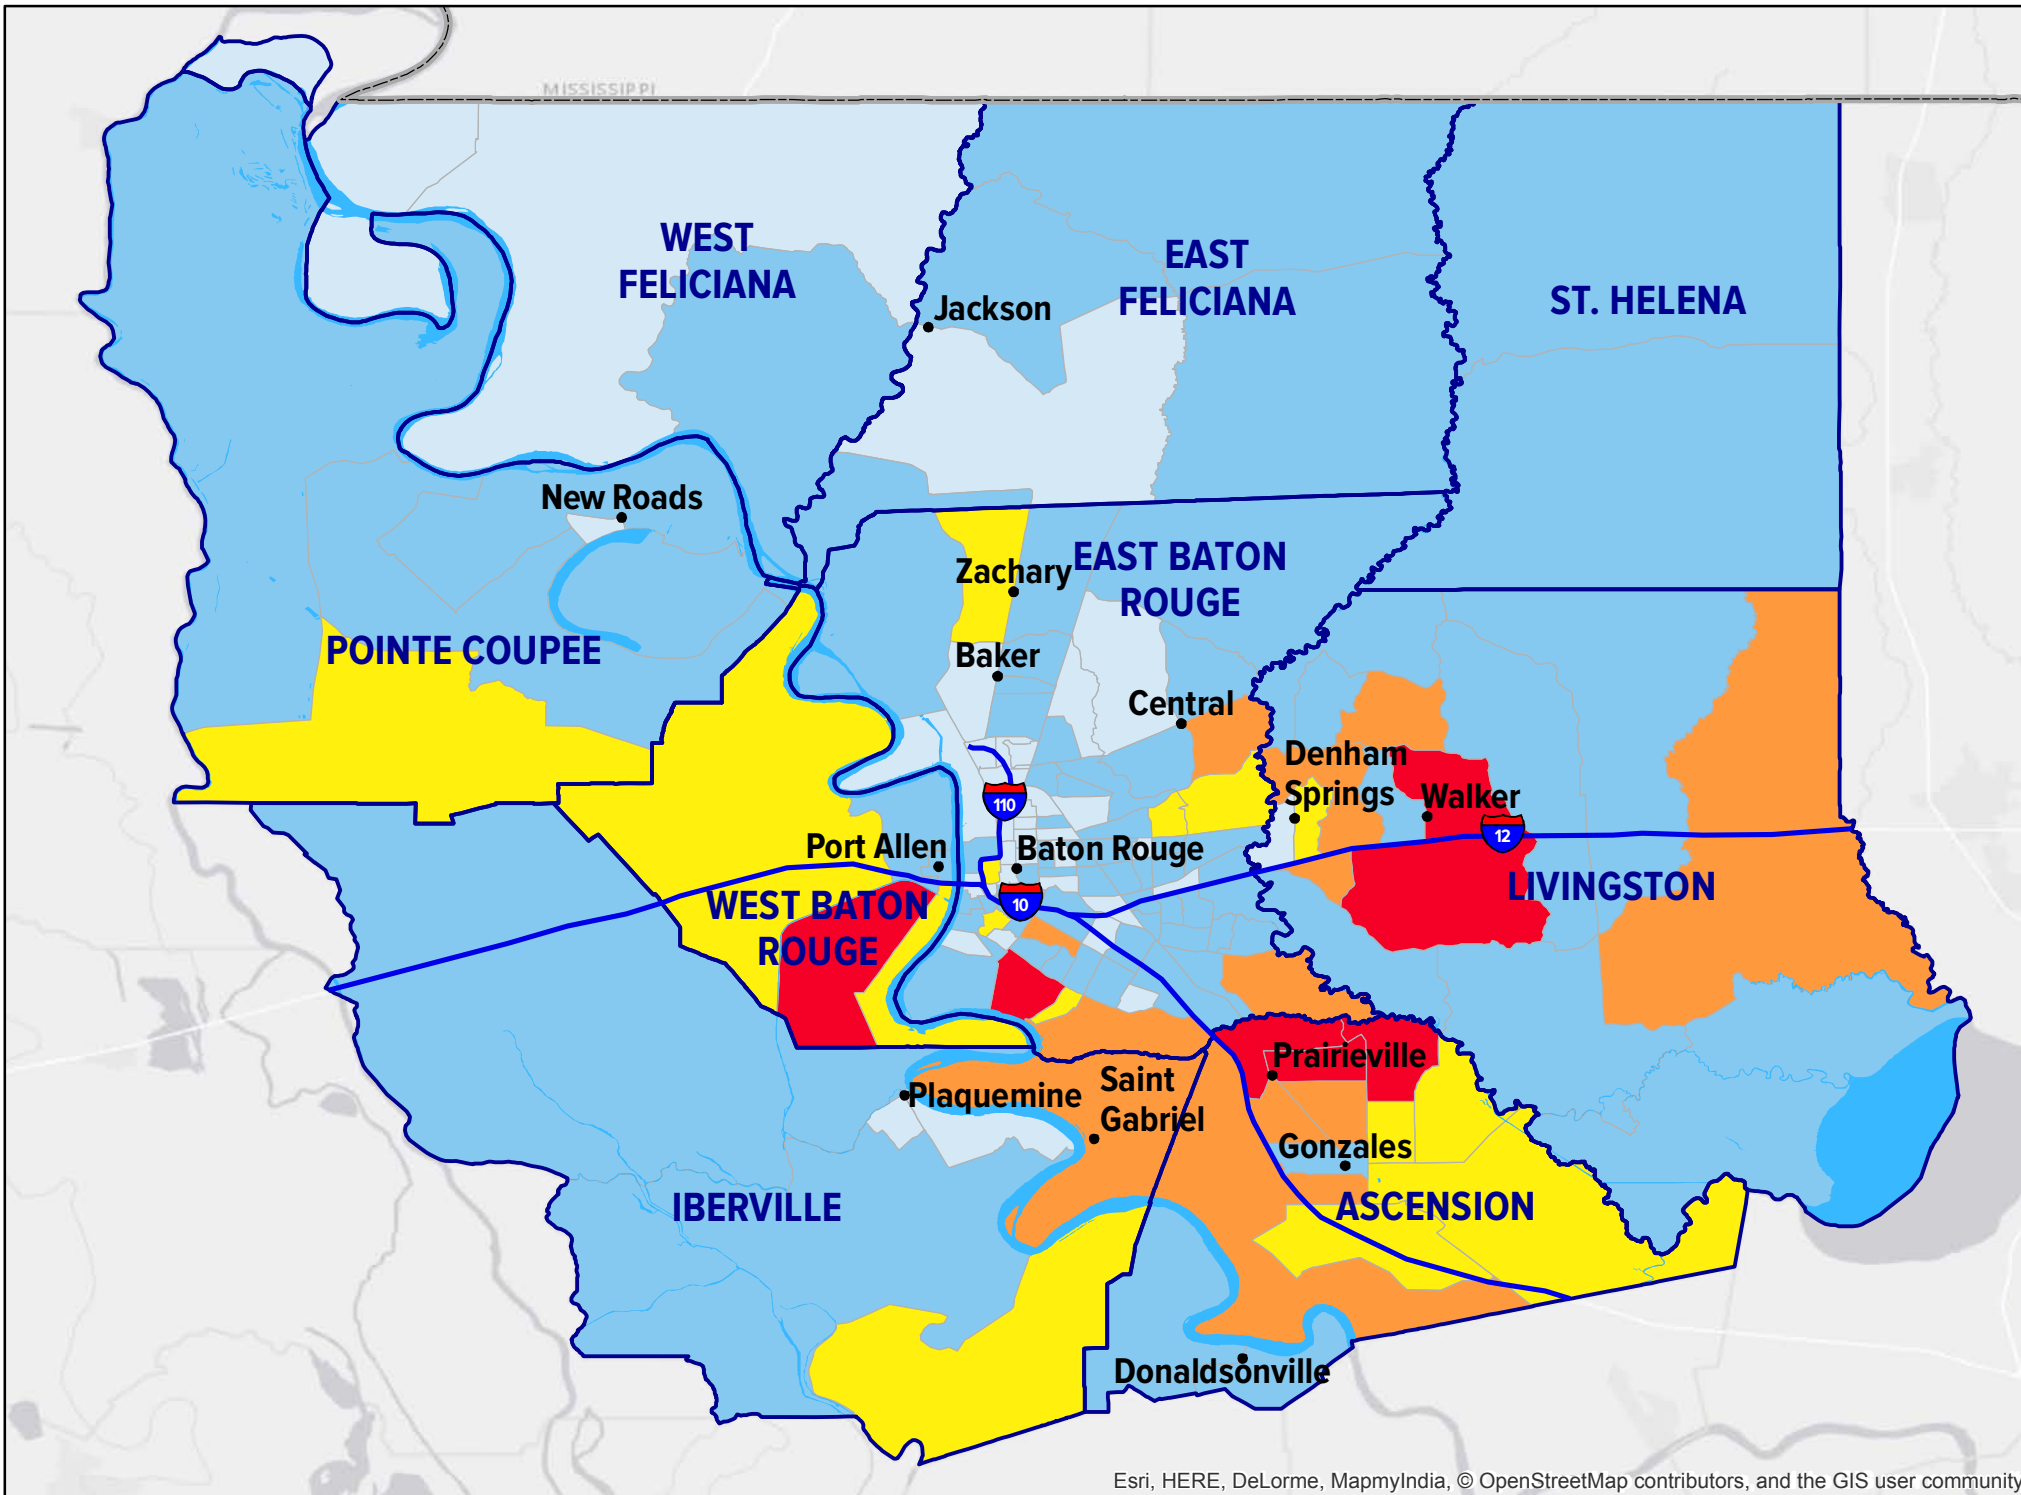 MISSISSIPPI
WEST
FELICIANA
EAST
FELICIANA
ST. HELENA
Jackson
New Roads
Zachary
EAST BATON
ROUGE
POINTE COUPEE
Baker
Central
Denham
Springs
Walker
110
12
Port Allen
Baton Rouge
10
WEST BATON
ROUGE
LIVINGSTON
Prairieville
Plaquemine
Saint
Gabriel
Gonzales
IBERVILLE
ASCENSION
Donaldsonville
Esri, HERE, DeLorme, MapmyIndia, © OpenStreetMap contributors, and the GIS user community